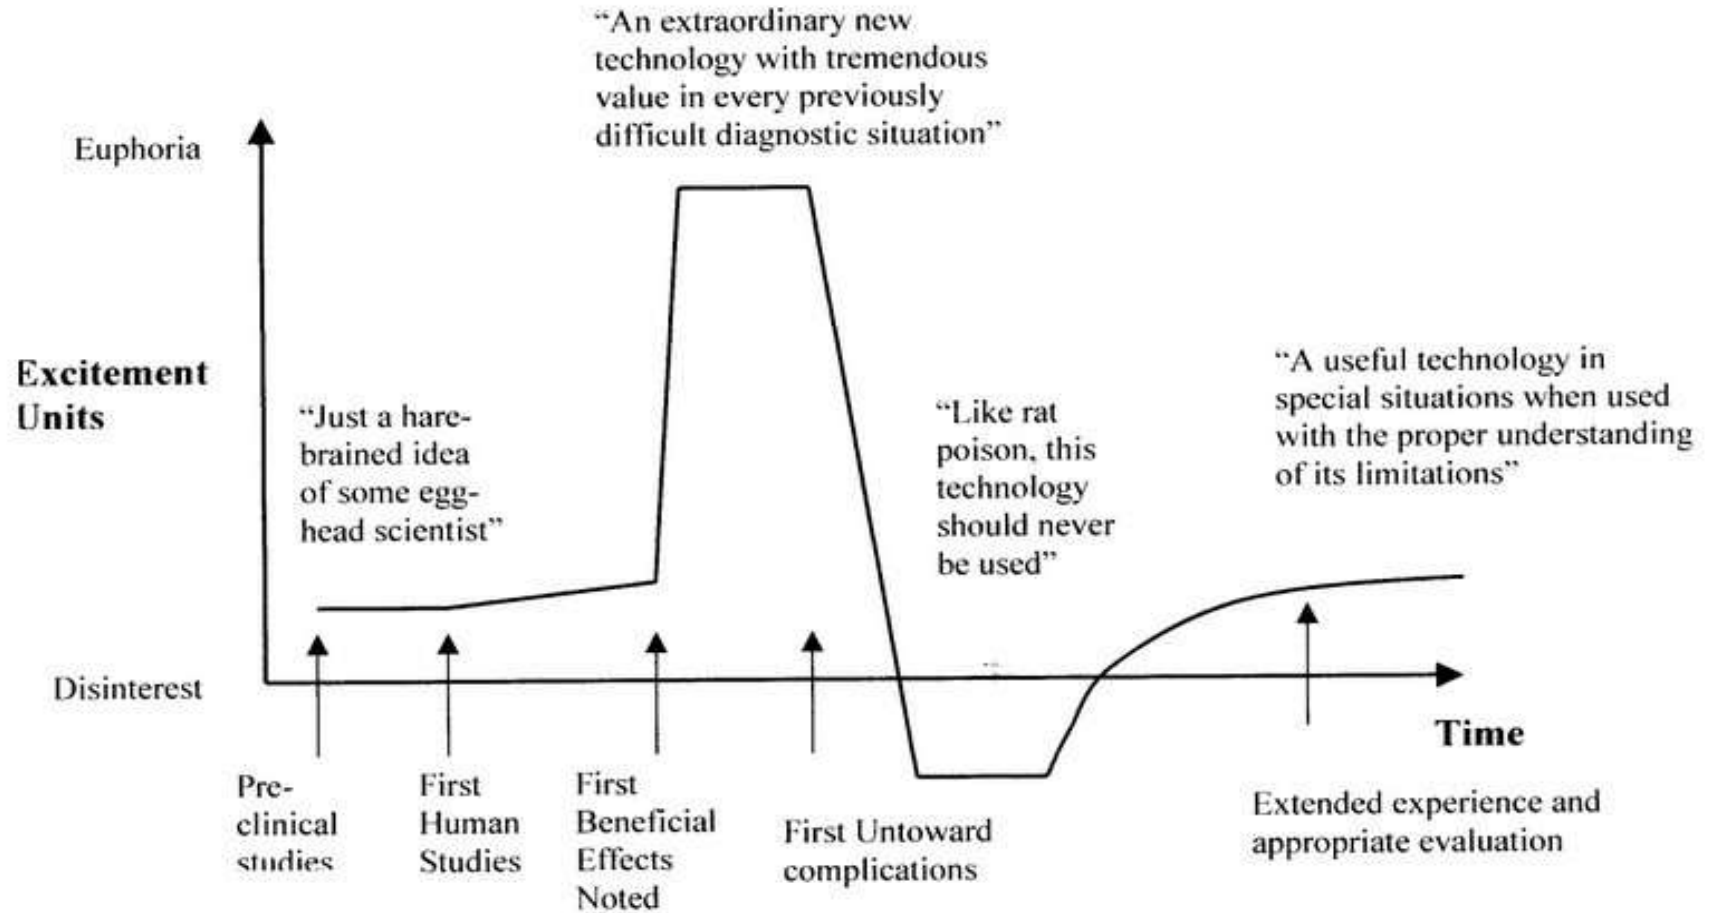 “An extraordinary new
technology with tremendous
value in every previously
difficult diagnostic situation”
Euphoria
Excitement
Units
“Just a hare-
brained idea
of some egg-
head scientist”
“Like rat
poison, this
technology
should never
be used”
“A useful technology in
special situations when used
with the proper understanding
of its limitations”
Disinterest
Time
Pre-
clinical
studies
First
Human
Studies
First
Beneficial
Effects
Noted
First Untoward
complications
Extended experience and
appropriate evaluation